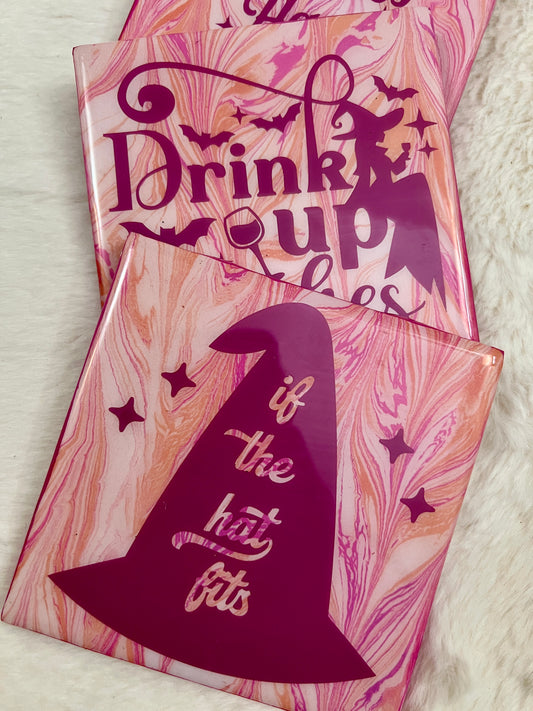 Drink
up
if
the
hat
fits